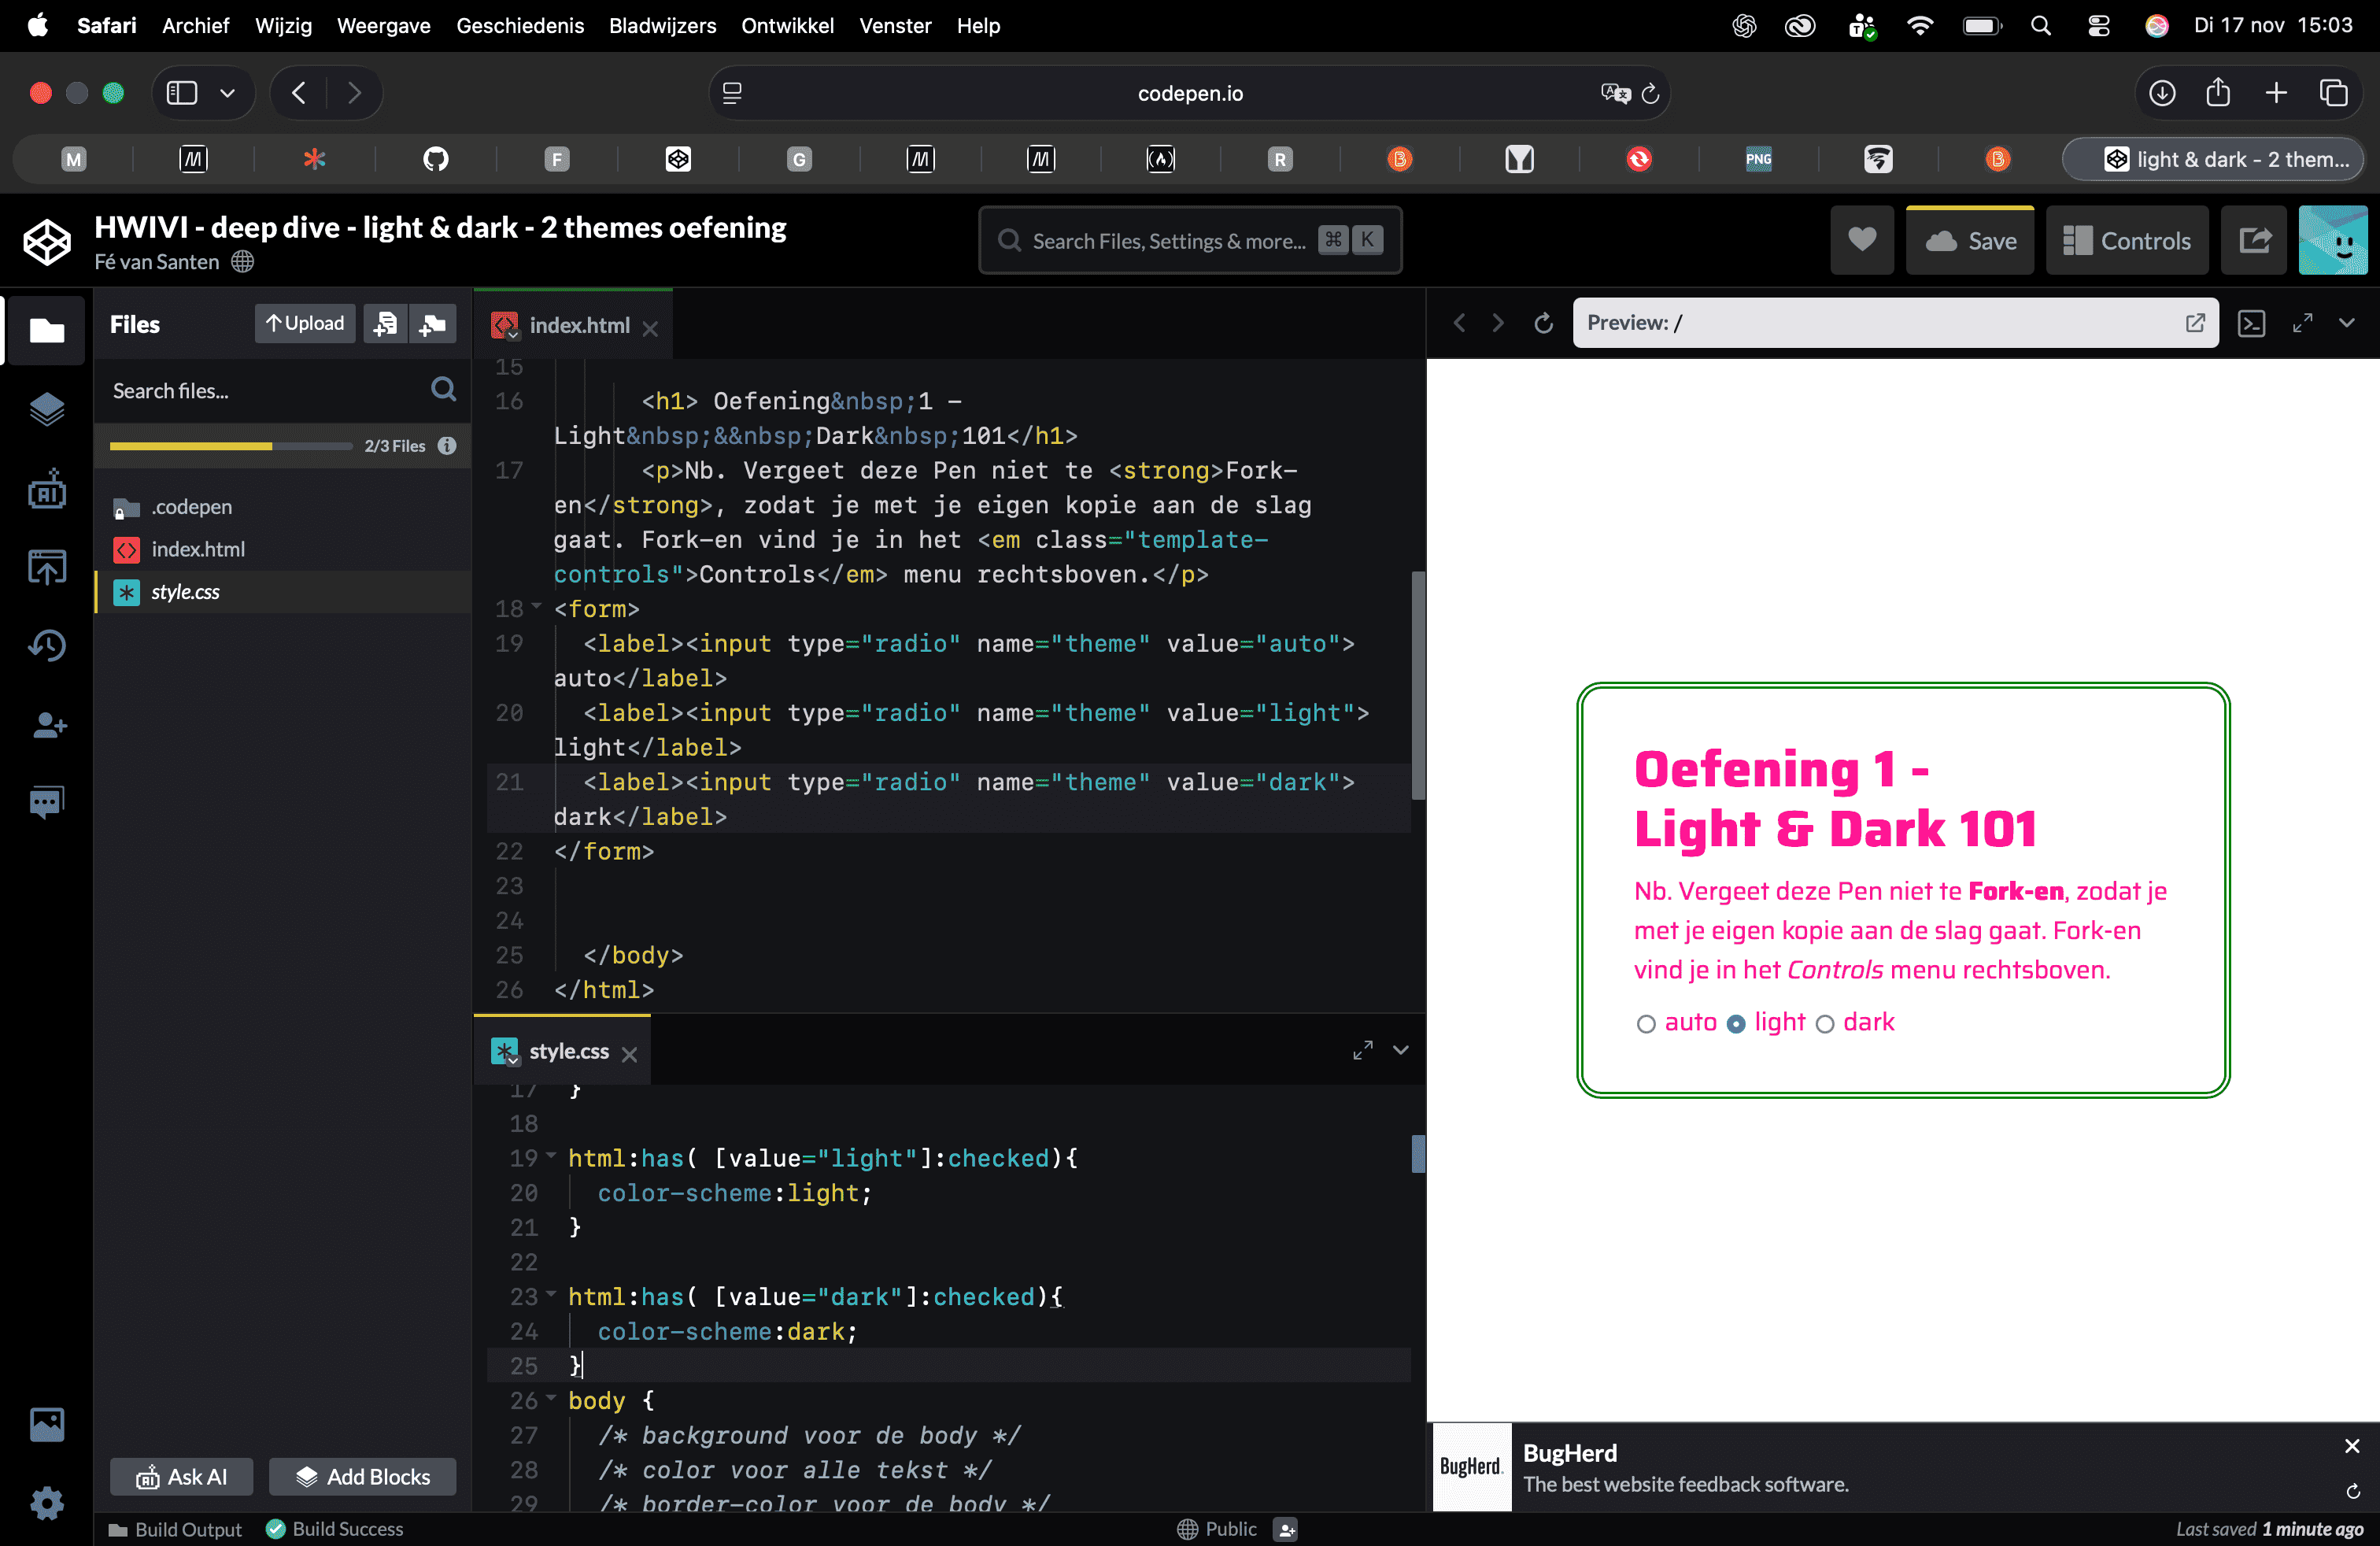 Safari Archief Wijzig Weergave Geschiedenis Bladwijzers Ontwikkel Venster Help Di 17 nov 15:03
codepen.io
M F G R PNG light & dark - 2 them...
HWIVI - deep dive - light & dark - 2 themes oefening
Fé van Santen
Search Files, Settings & more... ⌘ K
Save
Controls
Files
Upload
Search files...
2/3 Files
.codepen
index.html
style.css
Ask AI
Add Blocks
index.html
15
16 <h1> Oefening&nbsp;1 -
Light&nbsp;&&nbsp;Dark&nbsp;101</h1>
17 <p>Nb. Vergeet deze Pen niet te <strong>Fork-
en</strong>, zodat je met je eigen kopie aan de slag
gaat. Fork-en vind je in het <em class="template-
controls">Controls</em> menu rechtsboven.</p>
18 <form>
19 <label><input type="radio" name="theme" value="auto">
auto</label>
20 <label><input type="radio" name="theme" value="light">
light</label>
21 <label><input type="radio" name="theme" value="dark">
dark</label>
22 </form>
23
24
25 </body>
26 </html>
style.css
17 }
18
19 html:has( [value="light"]:checked){
20 color-scheme:light;
21 }
22
23 html:has( [value="dark"]:checked){
24 color-scheme:dark;
25 }
26 body {
27 /* background voor de body */
28 /* color voor alle tekst */
29 /* border-color voor de body */
Preview: /
Oefening 1 -
Light & Dark 101
Nb. Vergeet deze Pen niet te Fork-en, zodat je
met je eigen kopie aan de slag gaat. Fork-en
vind je in het Controls menu rechtsboven.
auto light dark
BugHerd.
BugHerd
The best website feedback software.
Build Output Build Success Public Last saved 1 minute ago